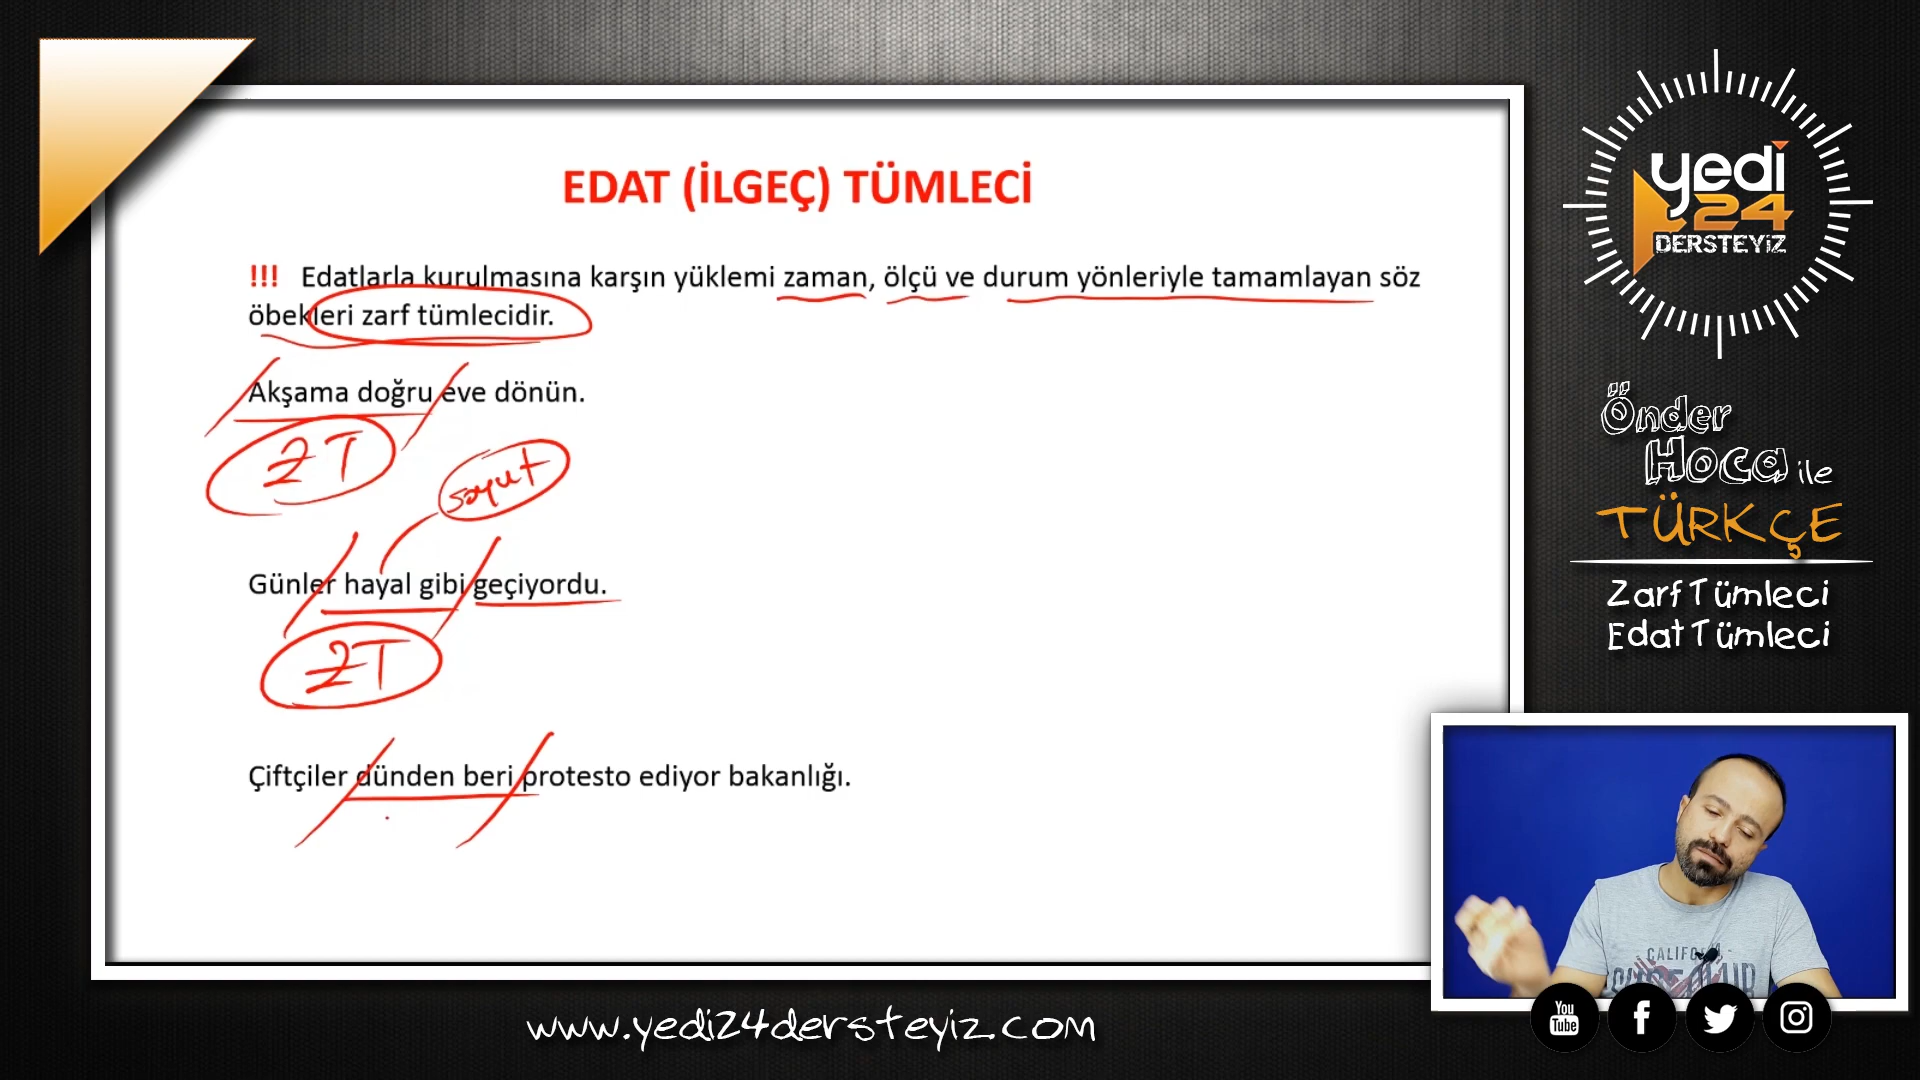 EDAT (İLGEÇ) TÜMLECİ
!!! Edatlarla kurulmasına karşın yüklemi zaman, ölçü ve durum yönleriyle tamamlayan söz
öbekleri zarf tümlecidir.
Akşama doğru eve dönün.
ZT
soyut
Günler hayal gibi geçiyordu.
ZT
Çiftçiler dünden beri protesto ediyor bakanlığı.
yedi
24
DERSTEYİZ
Önder
Hoca ile
TÜRKÇE
Zarf Tümleci
Edat Tümleci
You
Tube
www.yedi24dersteyiz.com